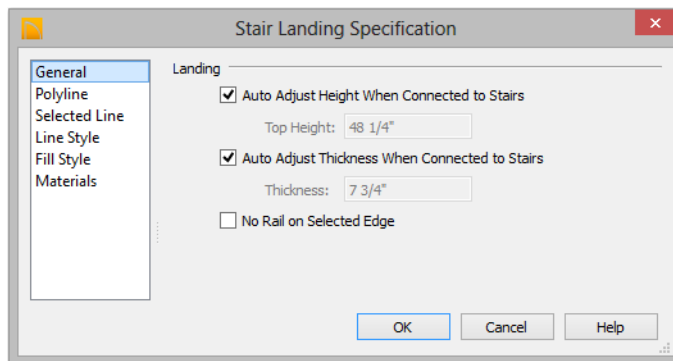 Stair Landing Specification
General
Polyline
Selected Line
Line Style
Fill Style
Materials
Landing
Auto Adjust Height When Connected to Stairs
Top Height: 48 1/4"
Auto Adjust Thickness When Connected to Stairs
Thickness: 7 3/4"
No Rail on Selected Edge
OK Cancel Help